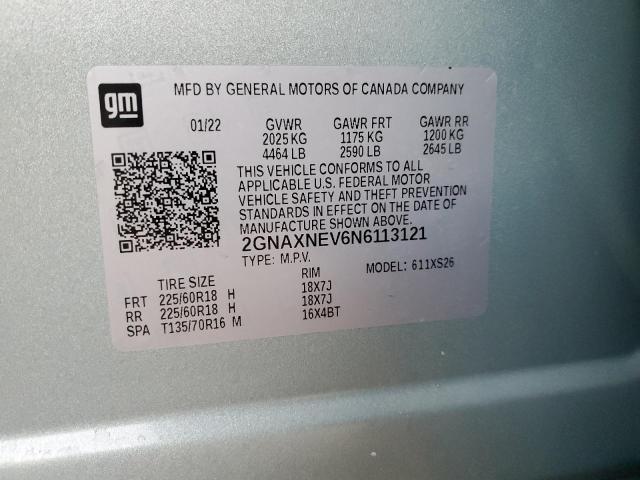 gm
MFD BY GENERAL MOTORS OF CANADA COMPANY
01/22 GVWR GAWR FRT GAWR RR
2025 KG 1175 KG 1200 KG
4464 LB 2590 LB 2645 LB
THIS VEHICLE CONFORMS TO ALL
APPLICABLE U.S. FEDERAL MOTOR
VEHICLE SAFETY AND THEFT PREVENTION
STANDARDS IN EFFECT ON THE DATE OF
MANUFACTURE SHOWN ABOVE.
2GNAXNEV6N6113121
TYPE: M.P.V. MODEL: 611XS26
TIRE SIZE RIM
FRT 225/60R18 H 18X7J
RR 225/60R18 H 18X7J
SPA T135/70R16 M 16X4BT